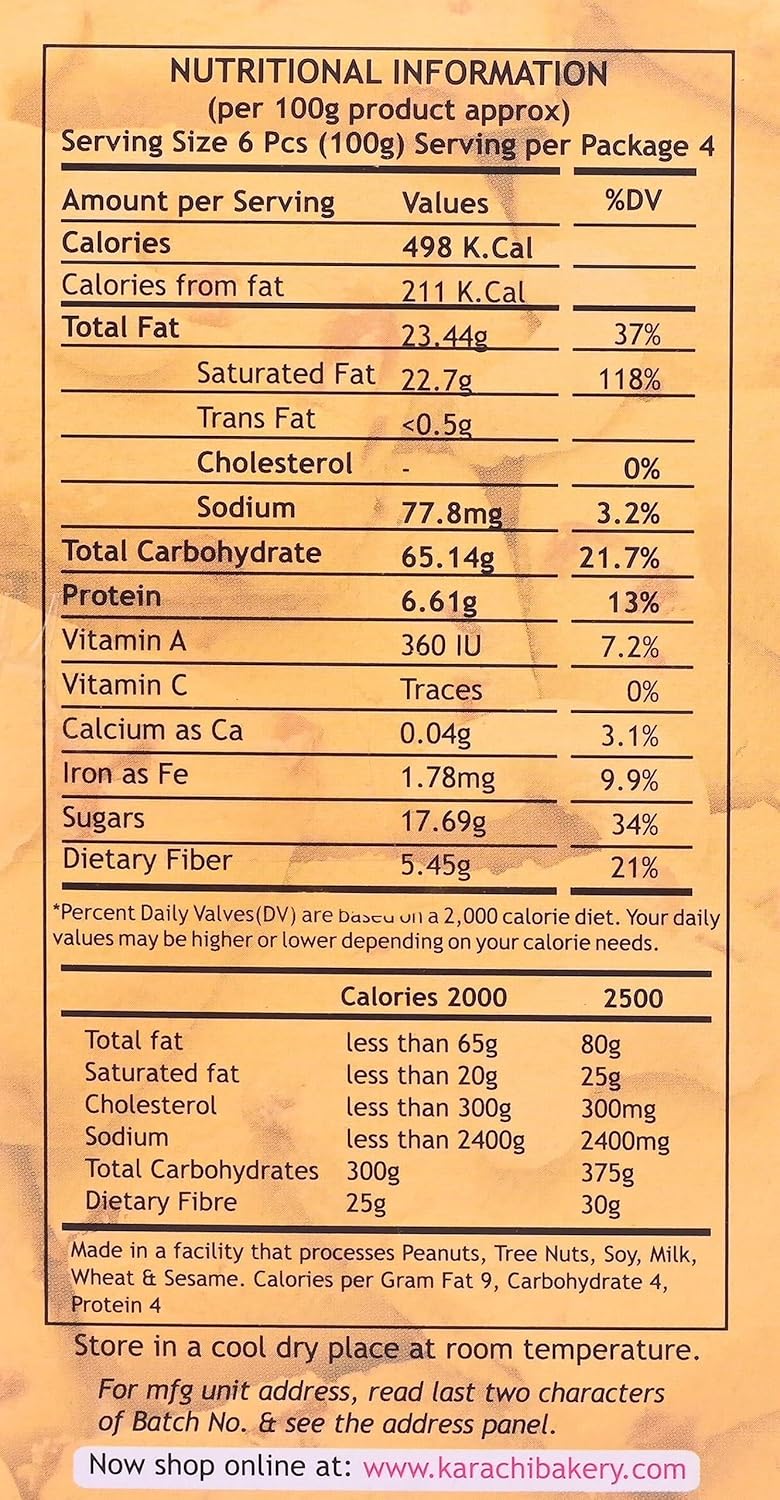 NUTRITIONAL INFORMATION
(per 100g product approx)
Serving Size 6 Pcs (100g) Serving per Package 4
Amount per Serving Values %DV
Calories 498 K.Cal
Calories from fat 211 K.Cal
Total Fat 23.44g 37%
Saturated Fat 22.7g 118%
Trans Fat <0.5g
Cholesterol - 0%
Sodium 77.8mg 3.2%
Total Carbohydrate 65.14g 21.7%
Protein 6.61g 13%
Vitamin A 360 IU 7.2%
Vitamin C Traces 0%
Calcium as Ca 0.04g 3.1%
Iron as Fe 1.78mg 9.9%
Sugars 17.69g 34%
Dietary Fiber 5.45g 21%
*Percent Daily Valves(DV) are based on a 2,000 calorie diet. Your daily
values may be higher or lower depending on your calorie needs.
Calories 2000 2500
Total fat less than 65g 80g
Saturated fat less than 20g 25g
Cholesterol less than 300g 300mg
Sodium less than 2400g 2400mg
Total Carbohydrates 300g 375g
Dietary Fibre 25g 30g
Made in a facility that processes Peanuts, Tree Nuts, Soy, Milk,
Wheat & Sesame. Calories per Gram Fat 9, Carbohydrate 4,
Protein 4
Store in a cool dry place at room temperature.
For mfg unit address, read last two characters
of Batch No. & see the address panel.
Now shop online at: www.karachibakery.com